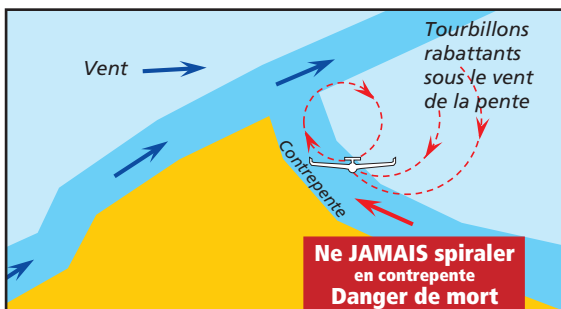 Vent
Tourbillons
rabattants
sous le vent
de la pente
Contrepente
Ne JAMAIS spiraler
en contrepente
Danger de mort